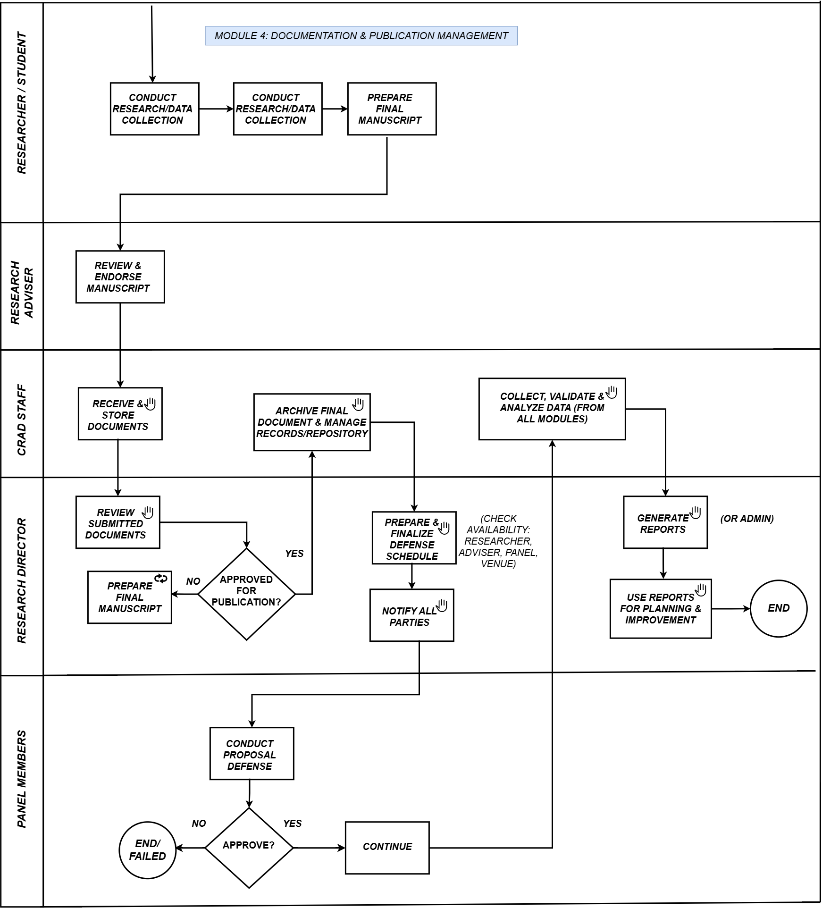 MODULE 4: DOCUMENTATION & PUBLICATION MANAGEMENT
RESEARCHER / STUDENT
CONDUCT
RESEARCH/DATA
COLLECTION
CONDUCT
RESEARCH/DATA
COLLECTION
PREPARE
FINAL
MANUSCRIPT
RESEARCH
ADVISER
REVIEW &
ENDORSE
MANUSCRIPT
CRAD STAFF
RECEIVE &
STORE
DOCUMENTS
ARCHIVE FINAL
DOCUMENT & MANAGE
RECORDS/REPOSITORY
COLLECT, VALIDATE &
ANALYZE DATA (FROM
ALL MODULES)
RESEARCH DIRECTOR
REVIEW
SUBMITTED
DOCUMENTS
APPROVED
FOR
PUBLICATION?
NO
YES
PREPARE
FINAL
MANUSCRIPT
PREPARE &
FINALIZE
DEFENSE
SCHEDULE
(CHECK
AVAILABILITY:
RESEARCHER,
ADVISER, PANEL,
VENUE)
NOTIFY ALL
PARTIES
GENERATE
REPORTS
(OR ADMIN)
USE REPORTS
FOR PLANNING &
IMPROVEMENT
END
PANEL MEMBERS
CONDUCT
PROPOSAL
DEFENSE
APPROVE?
NO
YES
END/
FAILED
CONTINUE